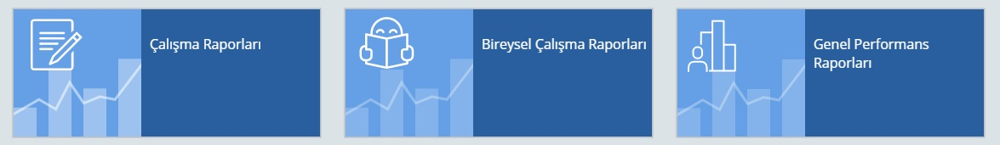 Çalışma Raporları
Bireysel Çalışma Raporları
Genel Performans
Raporları